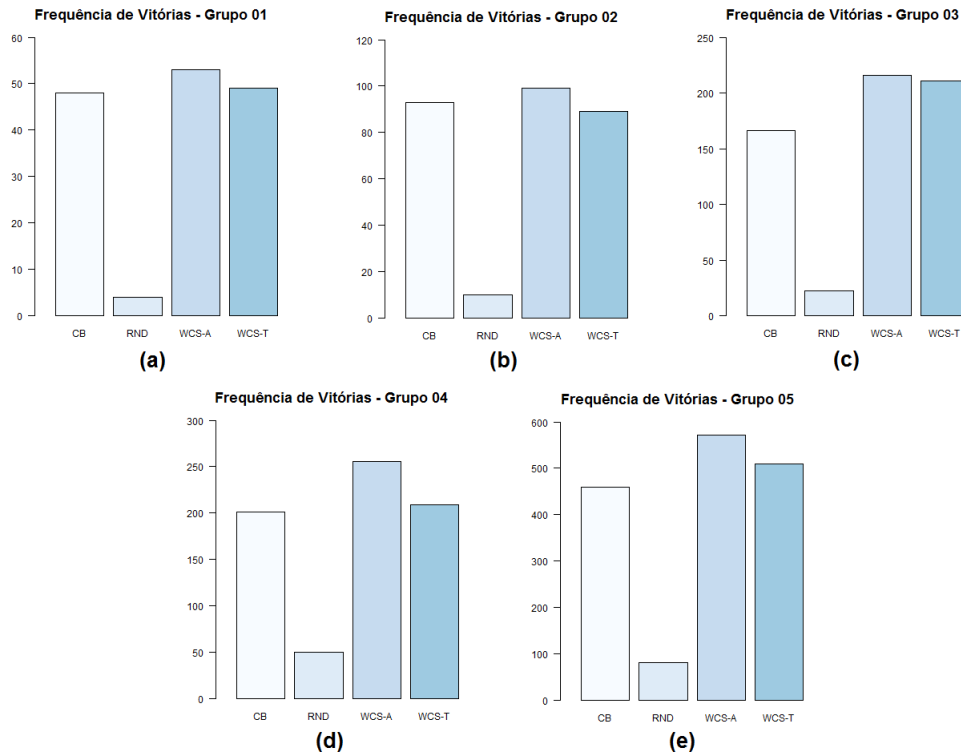 Frequência de Vitórias - Grupo 01
60
50
40
30
20
10
0
CB RND WCS-A WCS-T
(a)
Frequência de Vitórias - Grupo 02
120
100
80
60
40
20
0
CB RND WCS-A WCS-T
(b)
Frequência de Vitórias - Grupo 03
250
200
150
100
50
0
CB RND WCS-A WCS-T
(c)
Frequência de Vitórias - Grupo 04
300
250
200
150
100
50
0
CB RND WCS-A WCS-T
(d)
Frequência de Vitórias - Grupo 05
600
500
400
300
200
100
0
CB RND WCS-A WCS-T
(e)